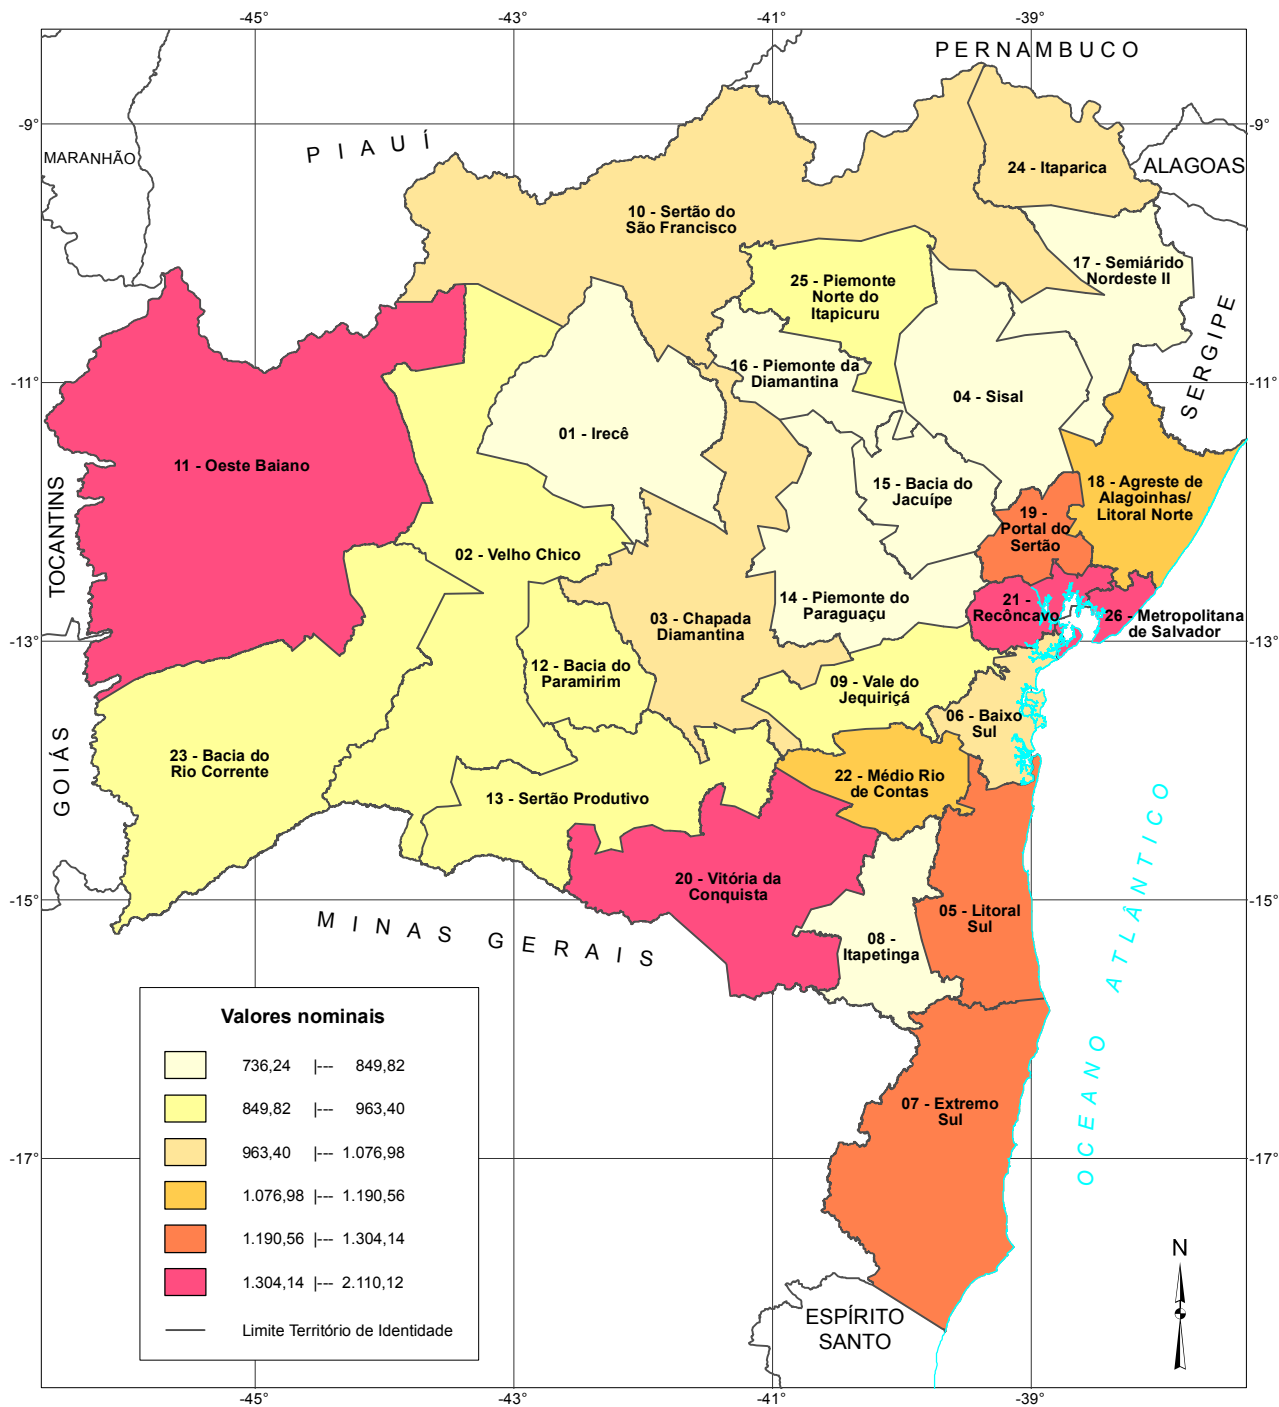 -45°
-43°
-41°
-39°
PERNAMBUCO
-9°
-9°
PIAUÍ
MARANHÃO
ALAGOAS
24 - Itaparica
10 - Sertão do
São Francisco
17 - Semiárido
Nordeste II
25 - Piemonte
Norte do
Itapicuru
SERGIPE
16 - Piemonte da
Diamantina
-11°
-11°
04 - Sisal
01 - Irecê
11 - Oeste Baiano
15 - Bacia do
Jacuípe
18 - Agreste de
Alagoinhas/
Litoral Norte
19 -
Portal do
Sertão
TOCANTINS
02 - Velho Chico
14 - Piemonte do
Paraguaçu
21 -
Recôncavo
03 - Chapada
Diamantina
26 - Metropolitana
de Salvador
-13°
-13°
12 - Bacia do
Paramirim
09 - Vale do
Jequiriçá
06 - Baixo
Sul
GOIÁS
23 - Bacia do
Rio Corrente
22 - Médio Rio
de Contas
13 - Sertão Produtivo
20 - Vitória da
Conquista
-15°
-15°
05 - Litoral
Sul
08 -
Itapetinga
MINAS GERAIS
OCEANO ATLÂNTICO
Valores nominais
736,24 |--- 849,82
849,82 |--- 963,40
963,40 |--- 1.076,98
1.076,98 |--- 1.190,56
1.190,56 |--- 1.304,14
1.304,14 |--- 2.110,12
Limite Território de Identidade
07 - Extremo
Sul
-17°
-17°
N
ESPÍRITO
SANTO
-45°
-43°
-41°
-39°